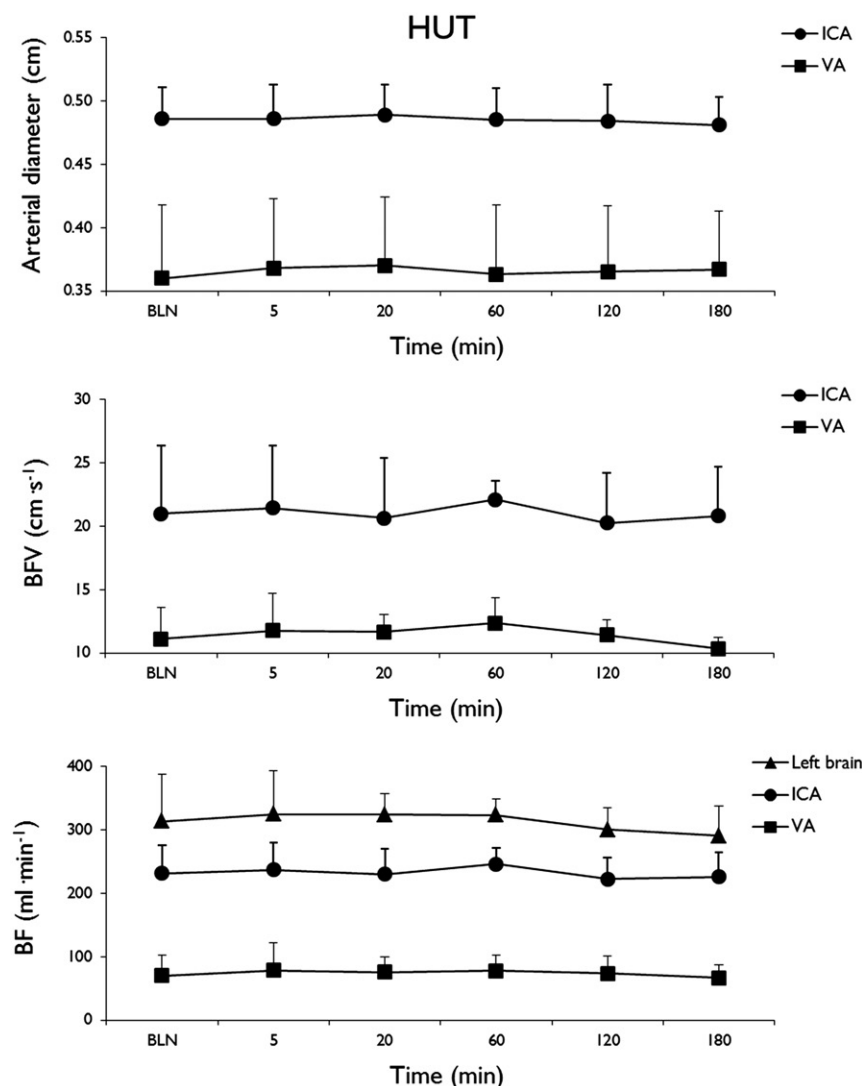 HUT
ICA
VA
Arterial diameter (cm)
0.55
0.50
0.45
0.40
0.35
BLN 5 20 60 120 180
Time (min)
ICA
VA
BFV (cm·s⁻¹)
30
25
20
15
10
BLN 5 20 60 120 180
Time (min)
Left brain
ICA
VA
BF (ml·min⁻¹)
400
300
200
100
0
BLN 5 20 60 120 180
Time (min)